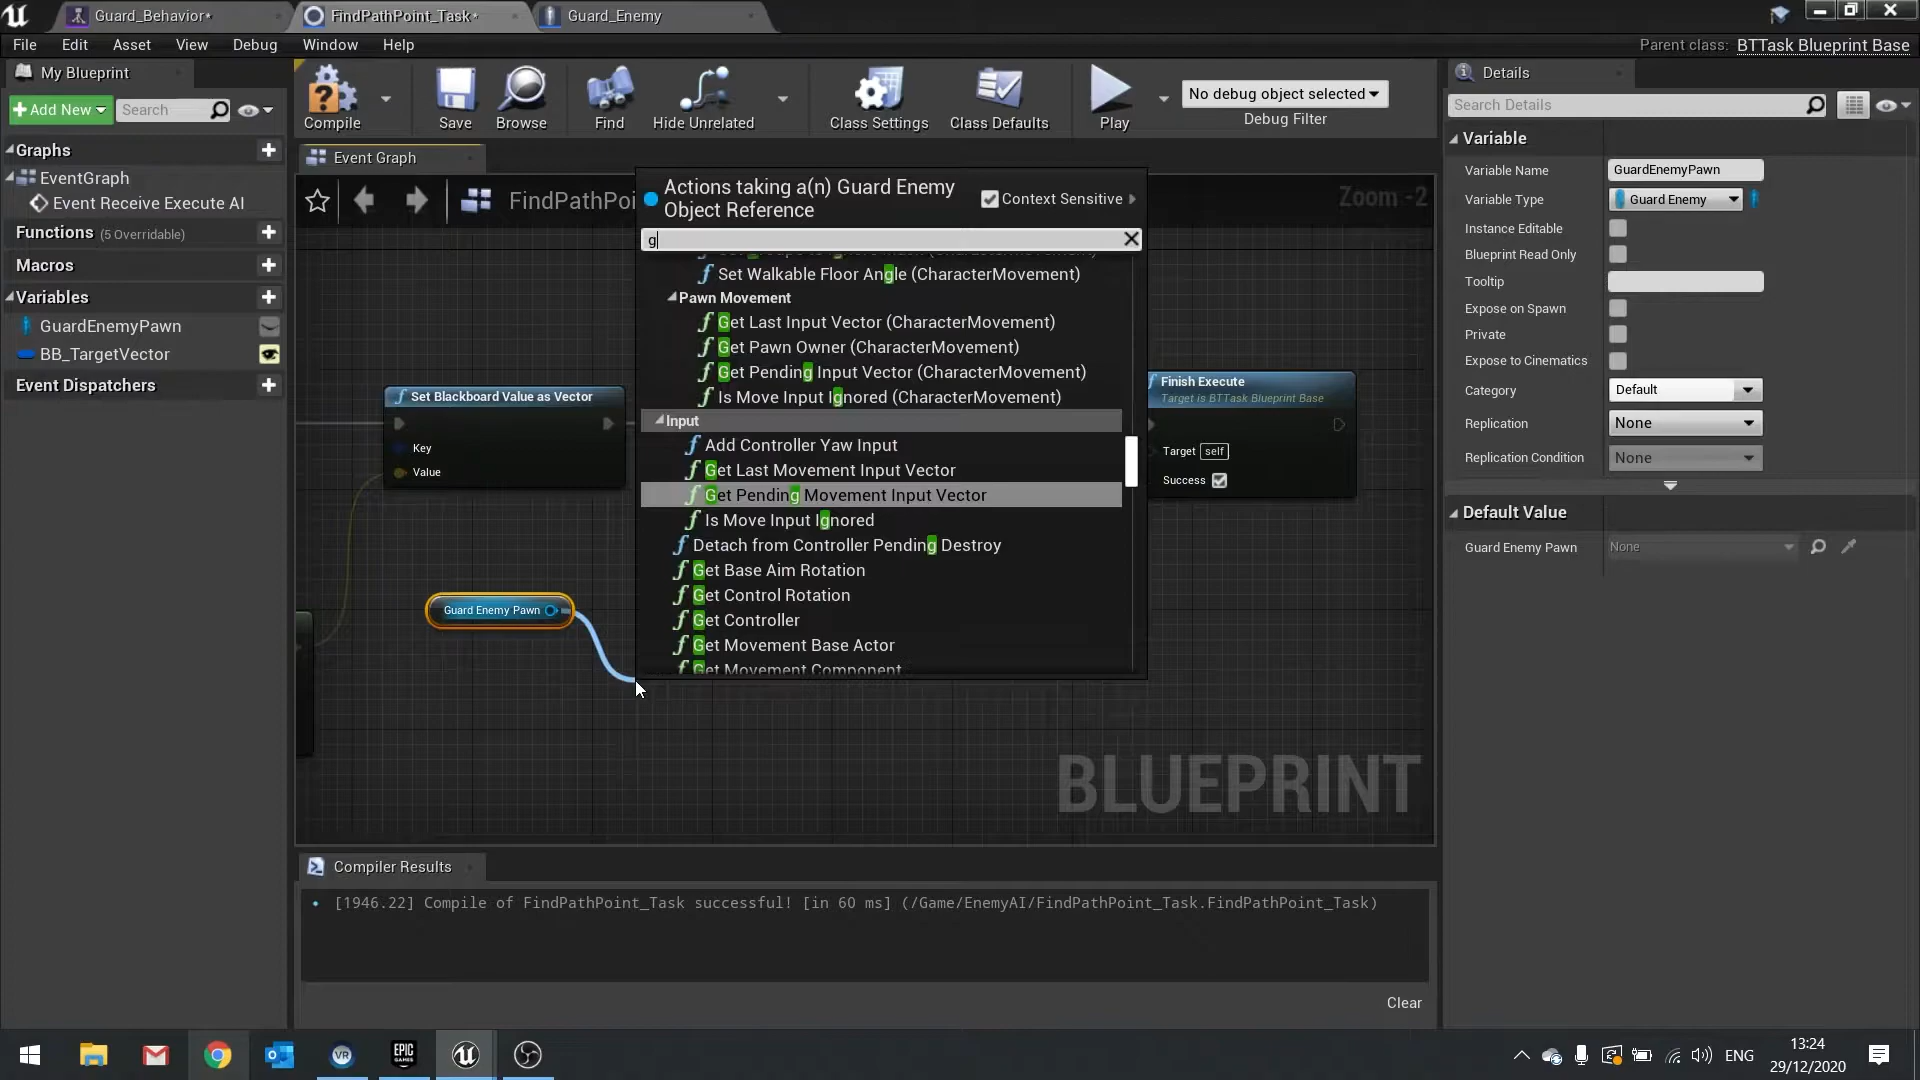 Guard_Behavior*
FindPathPoint_Task*
Guard_Enemy
File
Edit
Asset
View
Debug
Window
Help
Parent class: BTTask Blueprint Base
My Blueprint
Add New
Search
Graphs
EventGraph
Event Receive Execute AI
Functions (5 Overridable)
Macros
Variables
GuardEnemyPawn
BB_TargetVector
Event Dispatchers
Compile
Save
Browse
Find
Hide Unrelated
Class Settings
Class Defaults
Play
No debug object selected
Debug Filter
Event Graph
FindPathPoi
Zoom -2
Set Blackboard Value as Vector
Key
Value
Guard Enemy Pawn
Actions taking a(n) Guard Enemy
Object Reference
Context Sensitive
g
Set Walkable Floor Angle (CharacterMovement)
Pawn Movement
Get Last Input Vector (CharacterMovement)
Get Pawn Owner (CharacterMovement)
Get Pending Input Vector (CharacterMovement)
Is Move Input Ignored (CharacterMovement)
Input
Add Controller Yaw Input
Get Last Movement Input Vector
Get Pending Movement Input Vector
Is Move Input Ignored
Detach from Controller Pending Destroy
Get Base Aim Rotation
Get Control Rotation
Get Controller
Get Movement Base Actor
Get Movement Component
Finish Execute
Target is BTTask Blueprint Base
Target self
Success
BLUEPRINT
Compiler Results
[1946.22] Compile of FindPathPoint_Task successful! [in 60 ms] (/Game/EnemyAI/FindPathPoint_Task.FindPathPoint_Task)
Clear
Details
Search Details
Variable
Variable Name GuardEnemyPawn
Variable Type Guard Enemy
Instance Editable
Blueprint Read Only
Tooltip
Expose on Spawn
Private
Expose to Cinematics
Category Default
Replication None
Replication Condition None
Default Value
Guard Enemy Pawn None
VR
EPIC
GAMES
ENG
13:24
29/12/2020